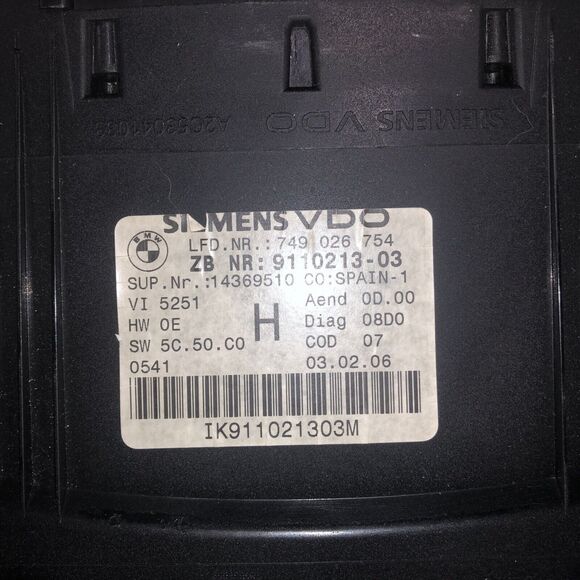 A2C53041039 SIEMENS VDO
SIEMENS VDO
BMW
LFD.NR.:749 026 754
ZB NR:9110213-03
SUP.Nr.:14369510 CO:SPAIN-1
VI 5251 Aend 0D.00
HW 0E H Diag 08D0
SW 5C.50.C0 COD 07
0541 03.02.06
IK911021303M